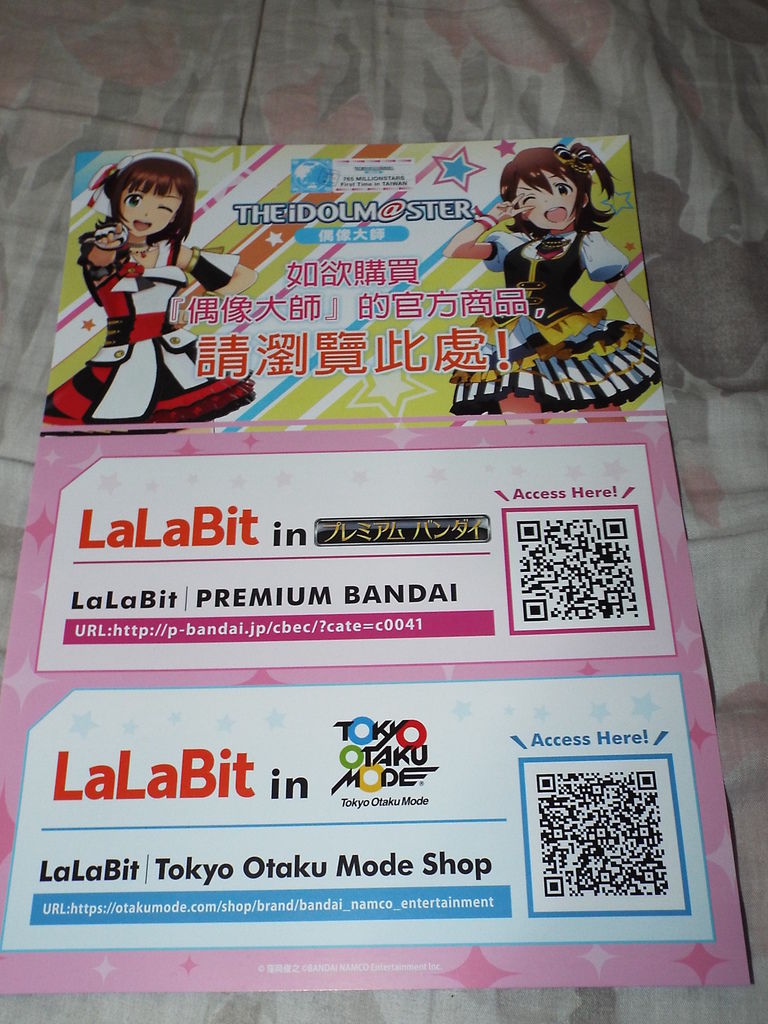 765 MILLIONSTARS
First Time in TAIWAN
THE iDOLM@STER
偶像大師
如欲購買
『偶像大師』的官方商品,
請瀏覽此處!
LaLaBit in プレミアム バンダイ
Access Here!
LaLaBit | PREMIUM BANDAI
URL:http://p-bandai.jp/cbec/?cate=c0041
LaLaBit in TOKYO OTAKU MODE
Tokyo Otaku Mode
Access Here!
LaLaBit | Tokyo Otaku Mode Shop
URL:https://otakumode.com/shop/brand/bandai_namco_entertainment
© 窪岡俊之 ©BANDAI NAMCO Entertainment Inc.